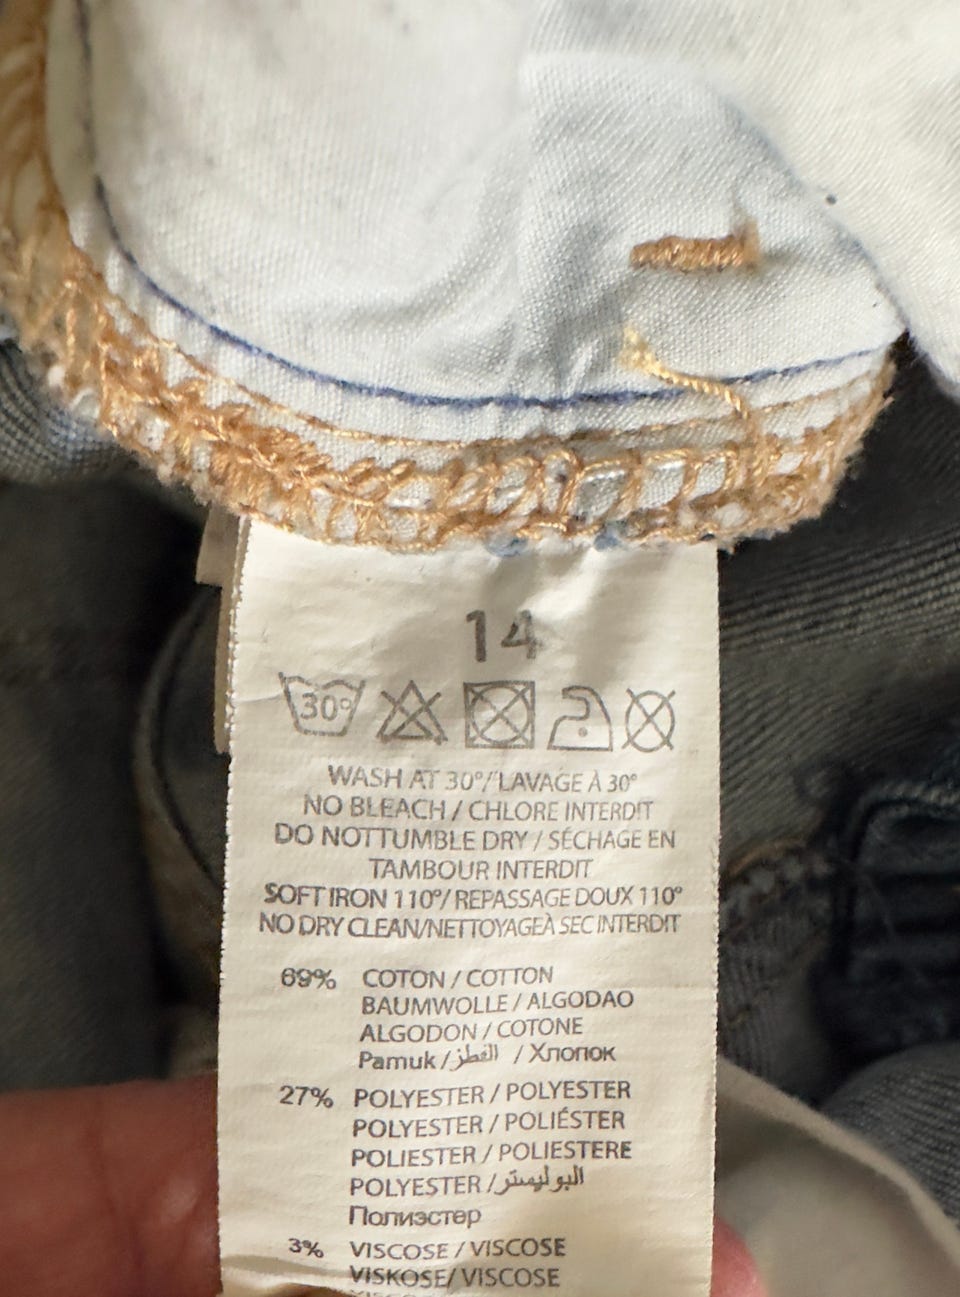 14
30°
WASH AT 30°/LAVAGE À 30°
NO BLEACH / CHLORE INTERDIT
DO NOTTUMBLE DRY / SÉCHAGE EN
TAMBOUR INTERDIT
SOFT IRON 110°/ REPASSAGE DOUX 110°
NO DRY CLEAN/NETTOYAGEÀ SEC INTERDIT
69% COTON / COTTON
BAUMWOLLE / ALGODAO
ALGODON / COTONE
Pamuk / القطن / Хлопок
27% POLYESTER / POLYESTER
POLYESTER / POLIÉSTER
POLIESTER / POLIESTERE
POLYESTER / البوليستر
Полиэстер
3% VISCOSE / VISCOSE
VISKOSE/ VISCOSE